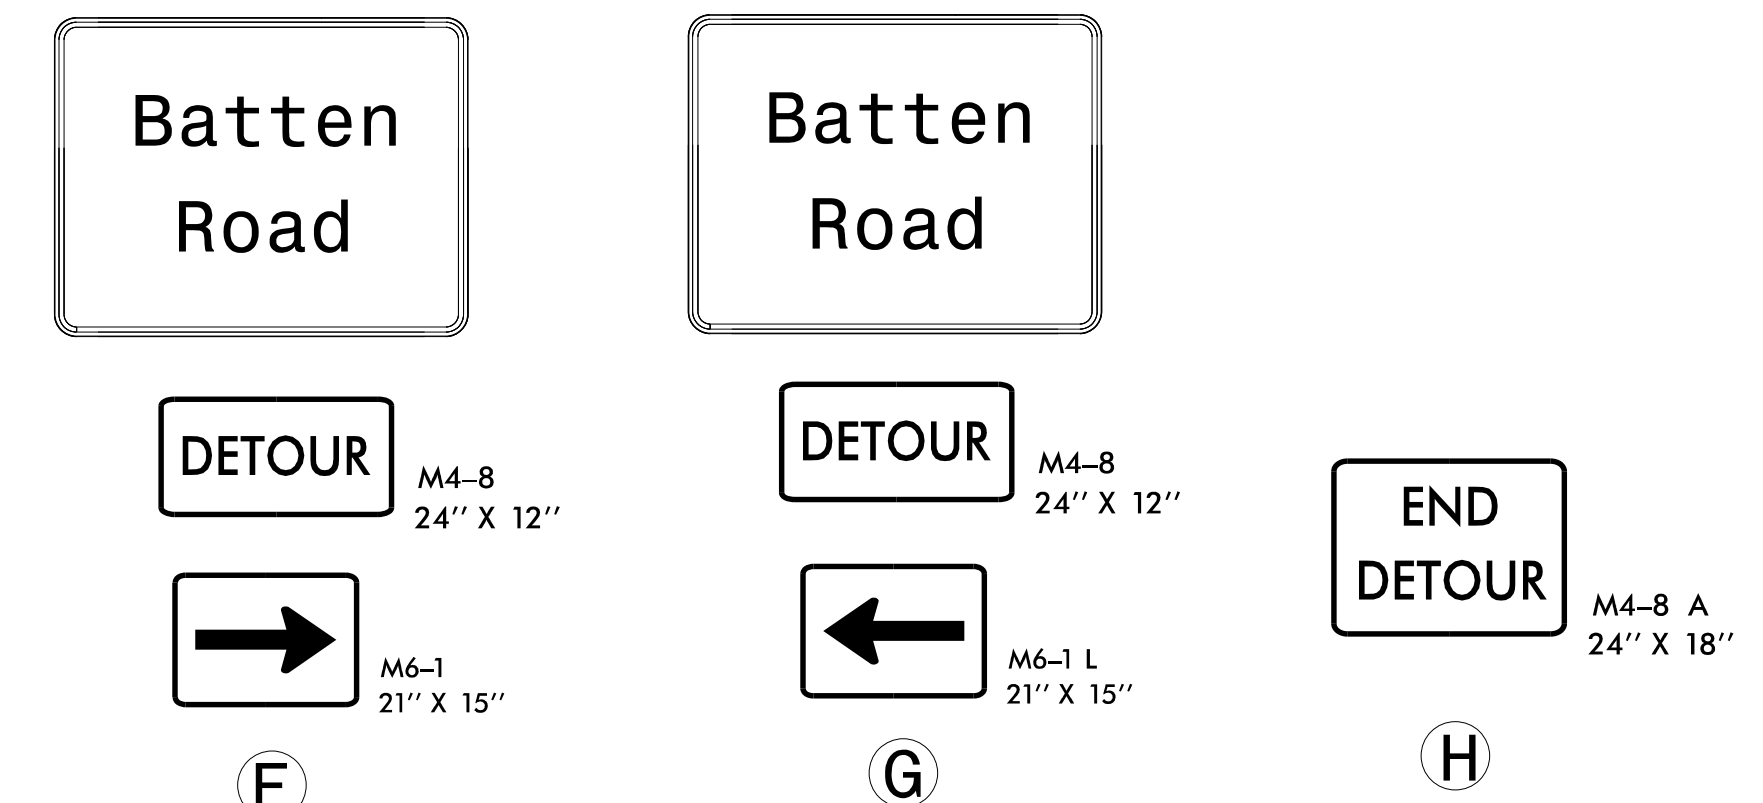 Batten
Road
DETOUR
M4-8
24'' X 12''
M6-1
21'' X 15''
F
Batten
Road
DETOUR
M4-8
24'' X 12''
M6-1 L
21'' X 15''
G
END
DETOUR
M4-8 A
24'' X 18''
H